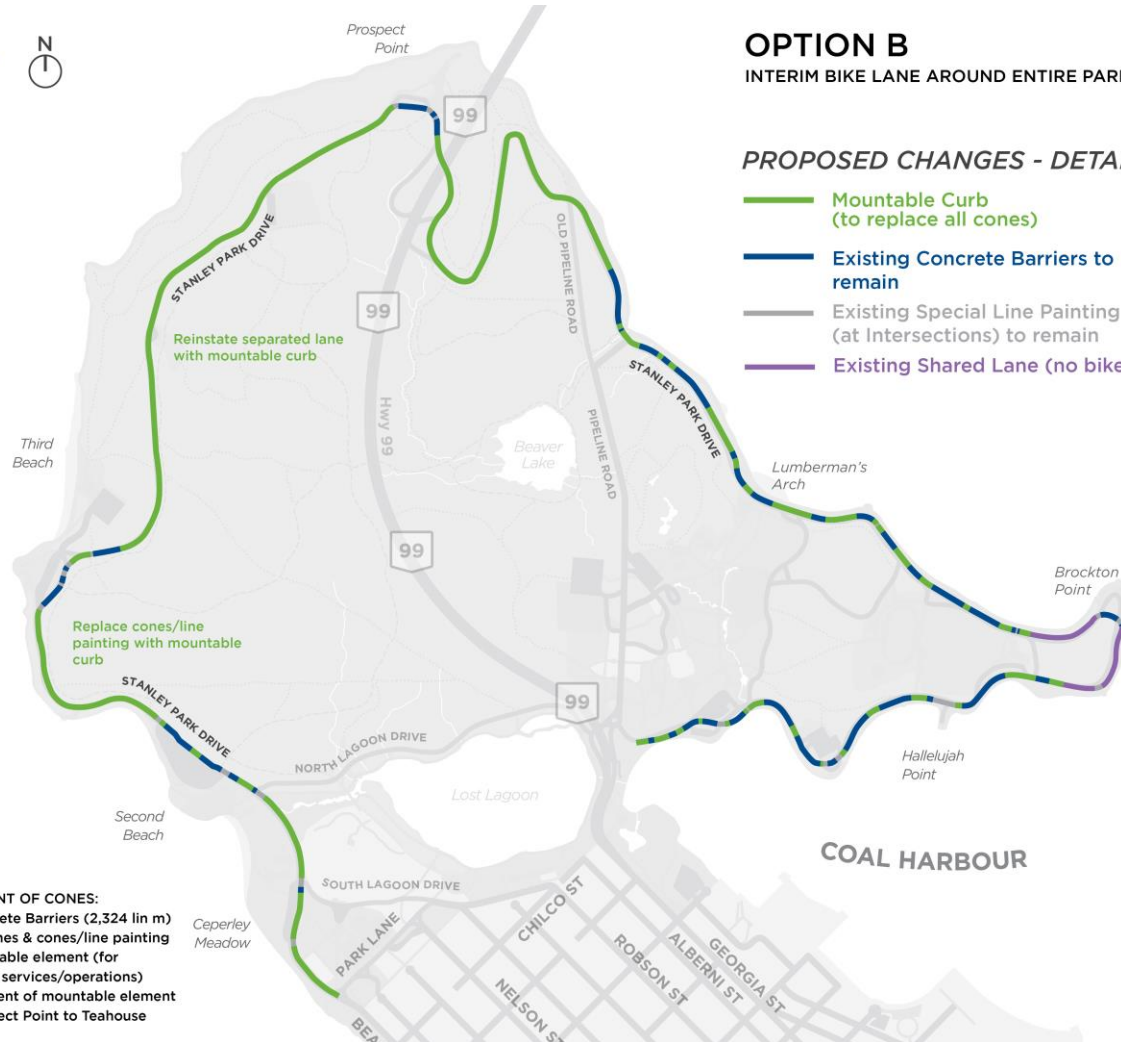 N
Prospect
Point
OPTION B
INTERIM BIKE LANE AROUND ENTIRE PARK
99
PROPOSED CHANGES - DETA
Mountable Curb
(to replace all cones)
Existing Concrete Barriers to
remain
Existing Special Line Painting
(at Intersections) to remain
Existing Shared Lane (no bike
STANLEY PARK DRIVE
OLD PIPELINE ROAD
99
Reinstate separated lane
with mountable curb
STANLEY PARK DRIVE
Hwy 99
Third
Beach
Beaver
Lake
PIPELINE ROAD
Lumberman's
Arch
99
Brockton
Point
Replace cones/line
painting with mountable
curb
STANLEY PARK DRIVE
99
NORTH LAGOON DRIVE
Hallelujah
Point
Lost Lagoon
Second
Beach
COAL HARBOUR
SOUTH LAGOON DRIVE
NT OF CONES:
ete Barriers (2,324 lin m)
nes & cones/line painting
able element (for
services/operations)
ent of mountable element
ect Point to Teahouse
Ceperley
Meadow
PARK LANE
CHILCO ST
ROBSON ST
ALBERNI ST
GEORGIA ST
NELSON ST
BEA